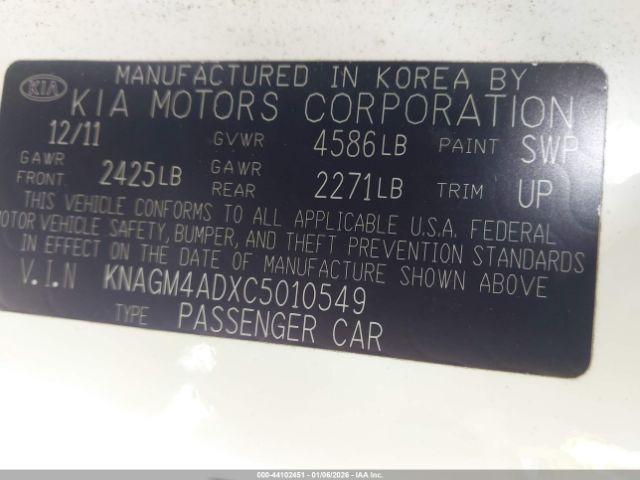 MANUFACTURED IN KOREA BY
KIA KIA MOTORS CORPORATION
12/11 GVWR 4586LB PAINT SWP
GAWR FRONT 2425LB GAWR REAR 2271LB TRIM UP
THIS VEHICLE CONFORMS TO ALL APPLICABLE U.S.A. FEDERAL
MOTOR VEHICLE SAFETY, BUMPER, AND THEFT PREVENTION STANDARDS
IN EFFECT ON THE DATE OF MANUFACTURE SHOWN ABOVE
V.I.N KNAGM4ADXC5010549
TYPE PASSENGER CAR
000-44102451 - 01/06/2026 - IAAI.COM